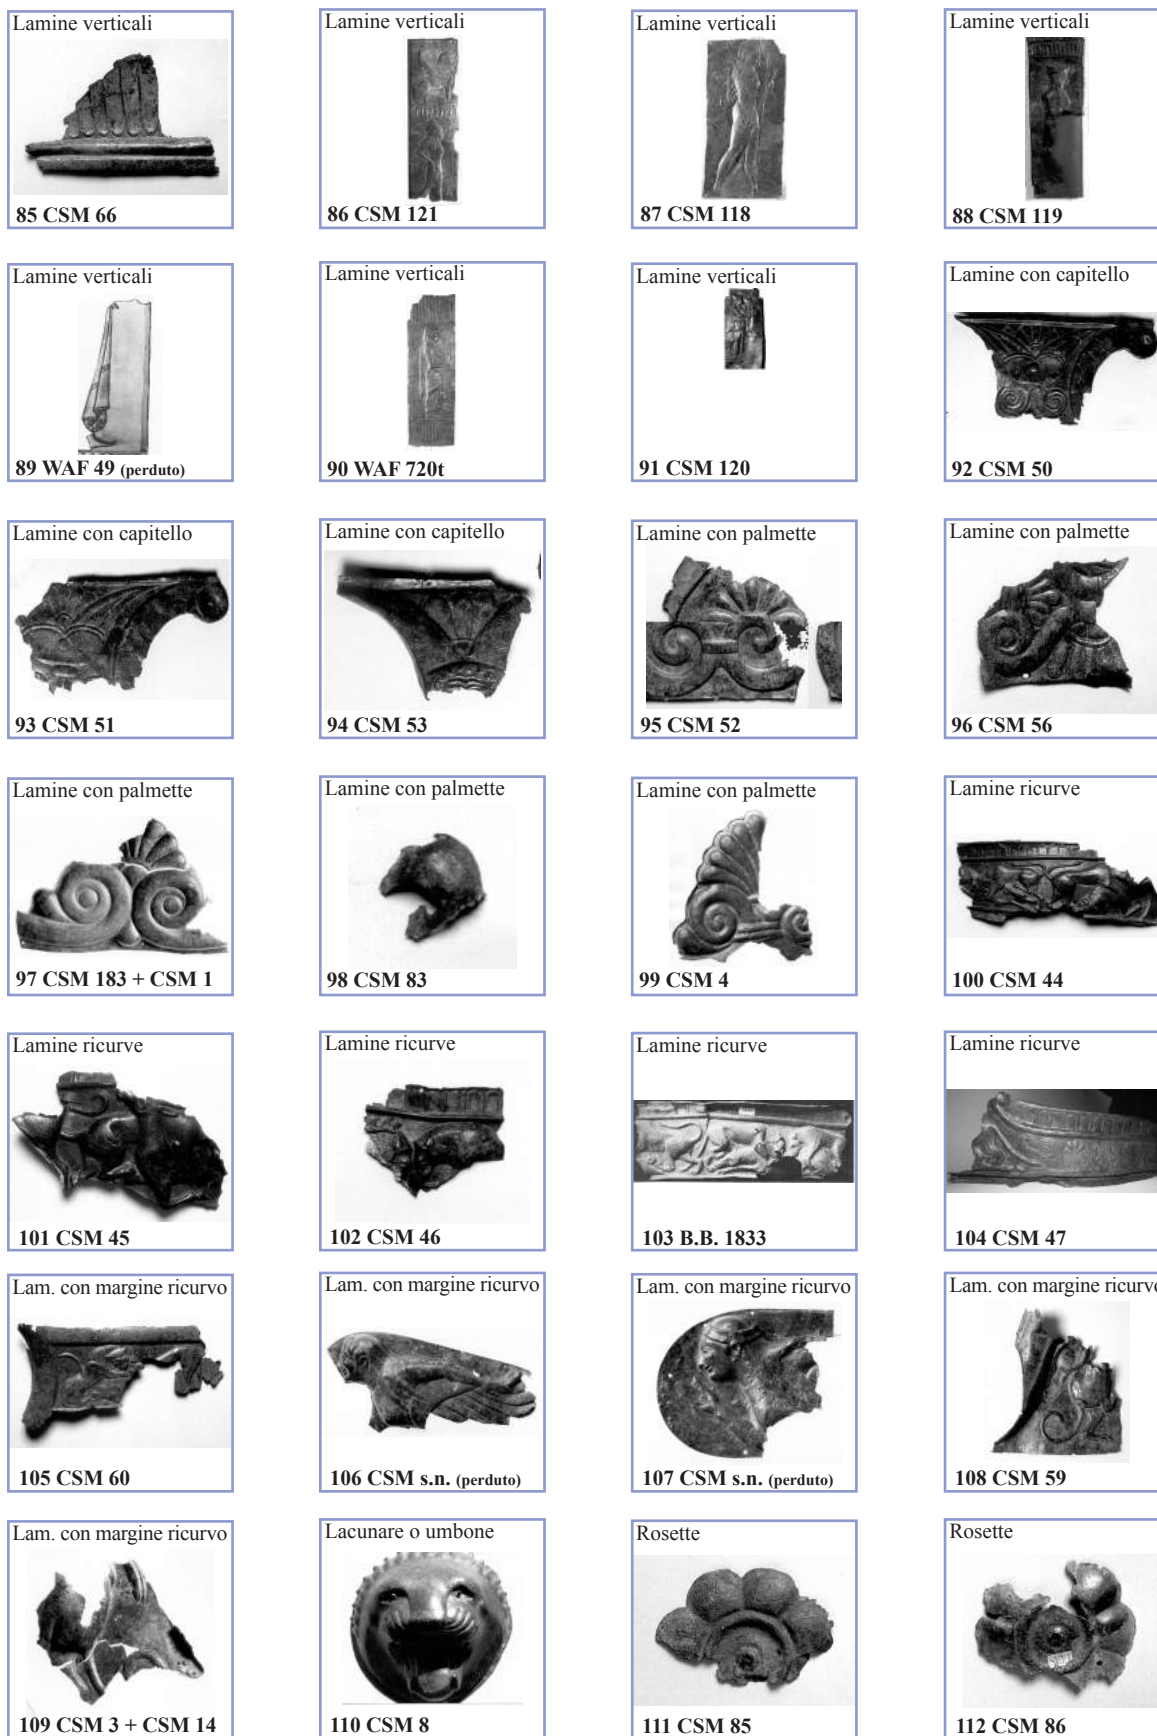 Lamine verticali
85 CSM 66
Lamine verticali
86 CSM 121
Lamine verticali
87 CSM 118
Lamine verticali
88 CSM 119
Lamine verticali
89 WAF 49 (perduto)
Lamine verticali
90 WAF 720t
Lamine verticali
91 CSM 120
Lamine con capitello
92 CSM 50
Lamine con capitello
93 CSM 51
Lamine con capitello
94 CSM 53
Lamine con palmette
95 CSM 52
Lamine con palmette
96 CSM 56
Lamine con palmette
97 CSM 183 + CSM 1
Lamine con palmette
98 CSM 83
Lamine con palmette
99 CSM 4
Lamine ricurve
100 CSM 44
Lamine ricurve
101 CSM 45
Lamine ricurve
102 CSM 46
Lamine ricurve
103 B.B. 1833
Lamine ricurve
104 CSM 47
Lam. con margine ricurvo
105 CSM 60
Lam. con margine ricurvo
106 CSM s.n. (perduto)
Lam. con margine ricurvo
107 CSM s.n. (perduto)
Lam. con margine ricurvo
108 CSM 59
Lam. con margine ricurvo
109 CSM 3 + CSM 14
Lacunare o umbone
110 CSM 8
Rosette
111 CSM 85
Rosette
112 CSM 86